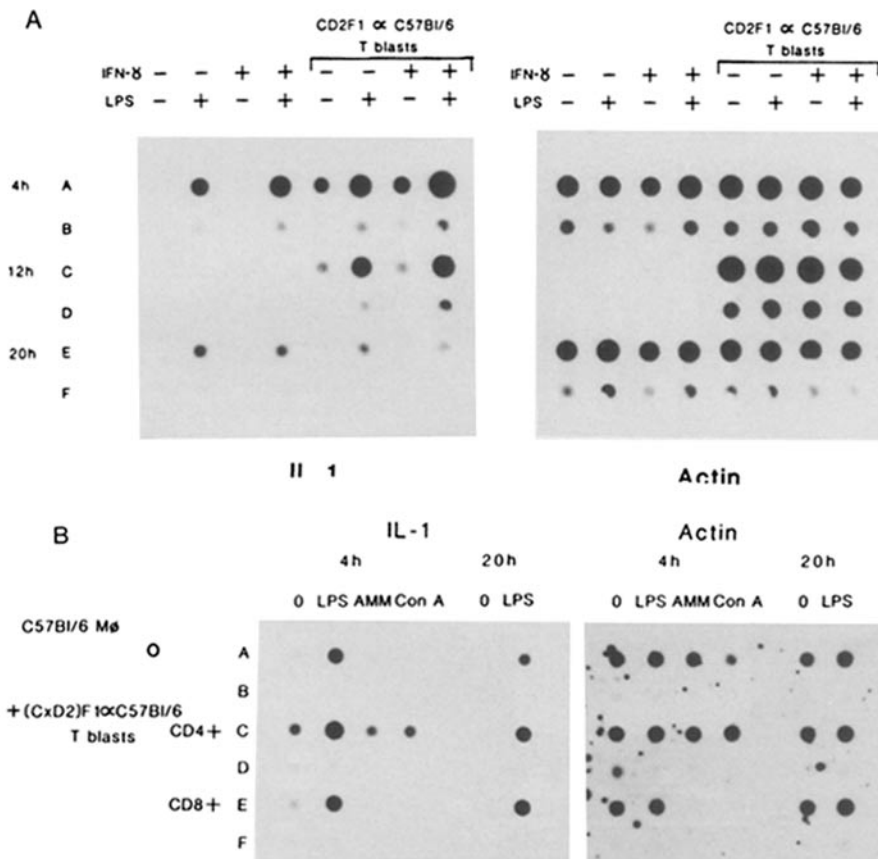 A
CD2F1 ∝ C57Bl/6
T blasts
CD2F1 ∝ C57Bl/6
T blasts
IFN-ɣ - - + + - - + +
IFN-ɣ - - + + - - + +
LPS - + - + - + - +
LPS - + - + - + - +
4h A
B
12h C
D
20h E
F
Il 1
Actin
B
IL-1
Actin
4h 20h
4h 20h
0 LPS AMM Con A 0 LPS
0 LPS AMM Con A 0 LPS
C57Bl/6 Mø
O A
B
+(CxD2)F1∝C57Bl/6
T blasts
CD4+ C
D
CD8+ E
F